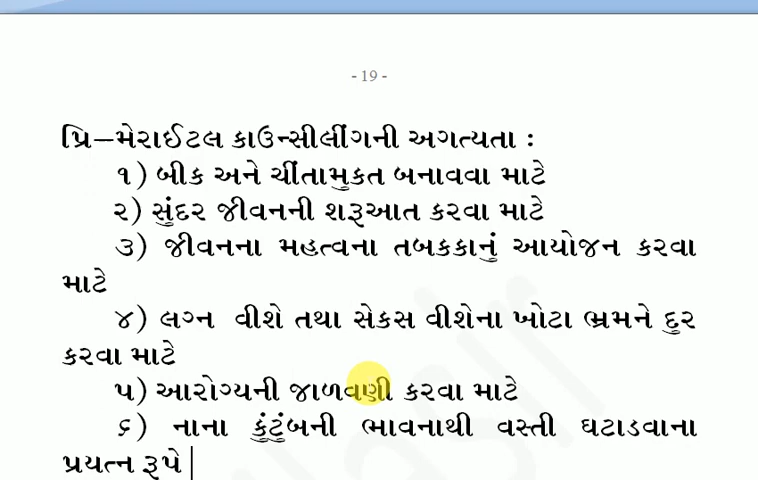 - 19 -
પ્રિ–મેરાઈટલ કાઉન્સીલીંગની અગત્યતા :
૧) બીક અને ચીંતામુકત બનાવવા માટે
૨) સુંદર જીવનની શરૂઆત કરવા માટે
૩) જીવનના મહત્વના તબકકાનું આયોજન કરવા
માટે
૪) લગ્ન વીશે તથા સેકસ વીશેના ખોટા ભ્રમને દુર
કરવા માટે
૫) આરોગ્યની જાળવણી કરવા માટે
૬) નાના કુંટુંબની ભાવનાથી વસ્તી ઘટાડવાના
પ્રયત્ન રૂપે